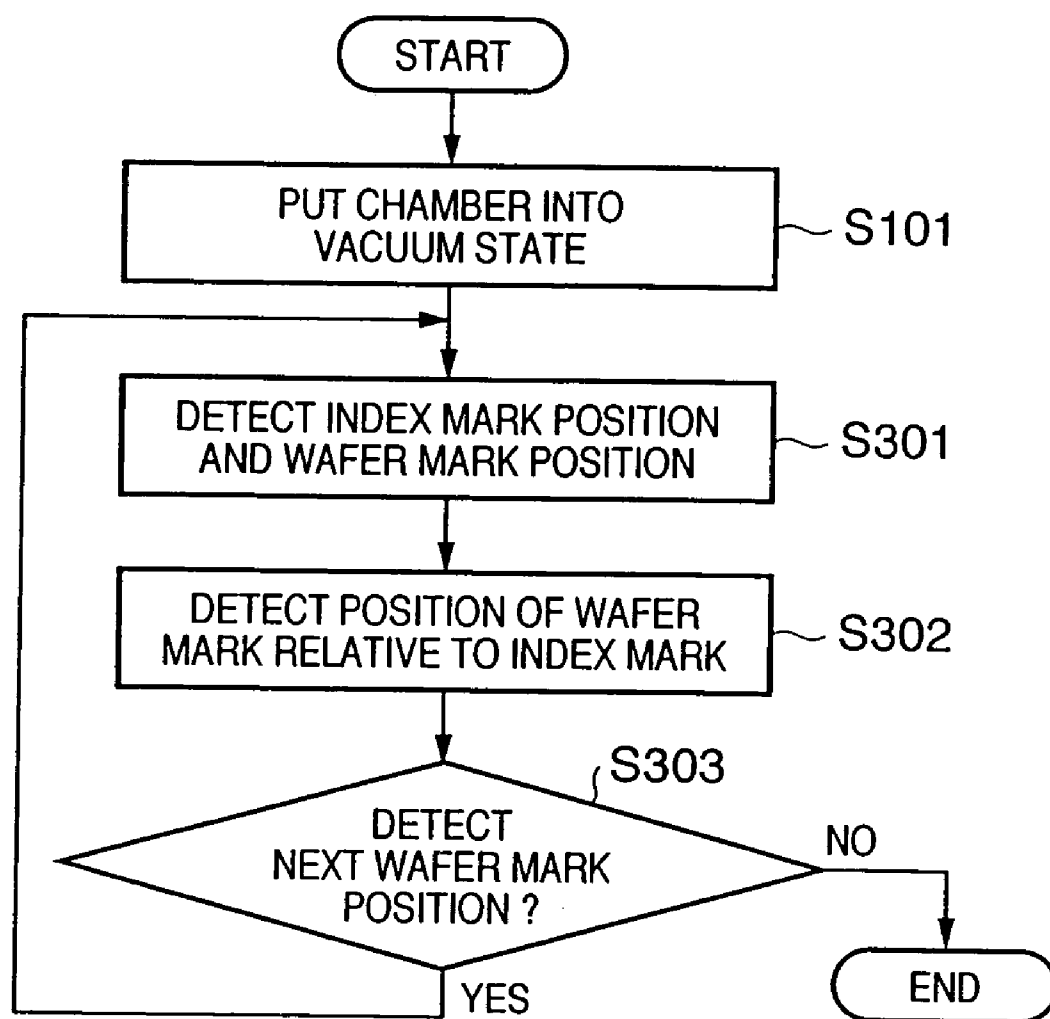 START
PUT CHAMBER INTO
VACUUM STATE
S101
DETECT INDEX MARK POSITION
AND WAFER MARK POSITION
S301
DETECT POSITION OF WAFER
MARK RELATIVE TO INDEX MARK
S302
S303
DETECT
NEXT WAFER MARK
POSITION ?
NO
YES
END